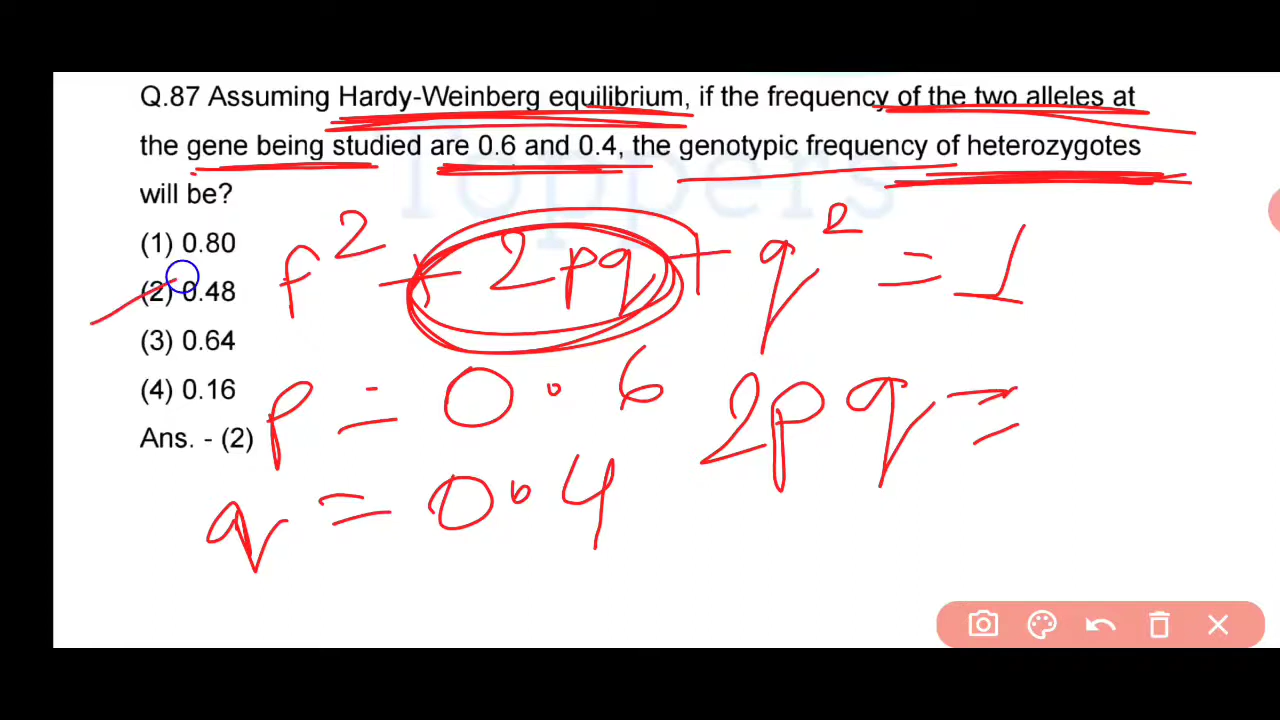 Q.87 Assuming Hardy-Weinberg equilibrium, if the frequency of the two alleles at
the gene being studied are 0.6 and 0.4, the genotypic frequency of heterozygotes
will be?
Toppers
(1) 0.80
p² + 2pq + q² = 1
(2) 0.48
(3) 0.64
(4) 0.16
p = 0.6
2pq =
Ans. - (2)
q = 0.4